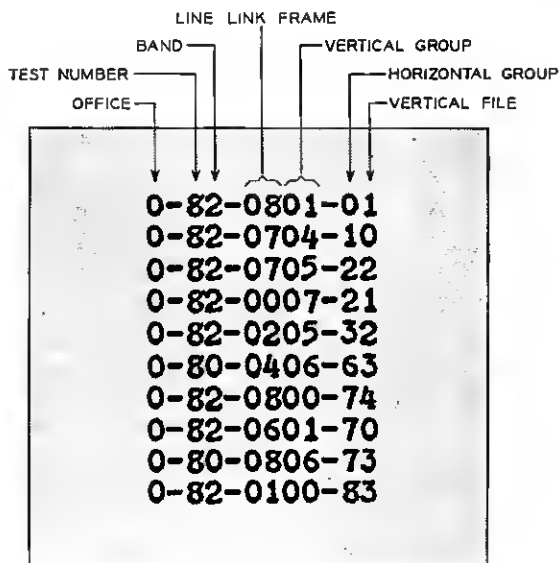 LINE LINK FRAME
BAND VERTICAL GROUP
TEST NUMBER HORIZONTAL GROUP
OFFICE VERTICAL FILE
0-82-0801-01
0-82-0704-10
0-82-0705-22
0-82-0007-21
0-82-0205-32
0-80-0406-63
0-82-0800-74
0-82-0601-70
0-80-0806-73
0-82-0100-83